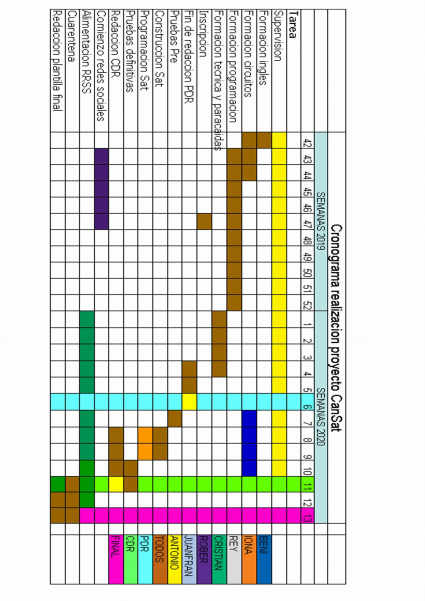 Cronograma realizacion proyecto CanSat
SEMANAS 2019 SEMANAS 2020
Tarea 42 43 44 45 46 47 48 49 50 51 52 1 2 3 4 5 6 7 8 9 10 11 12 13
Supervision
Formacion ingles BENI
Formacion circuitos IONA
Formacion programacion REY
Formacion tecnica y paracaidas CRISTIAN
Inscripcion ROBER
Fin de redaccion PDR JUANFRAN
Pruebas Pre ANTONIO
Construccion Sat TODOS
Programacion Sat PDR
Pruebas definitivas CDR
Redaccion CDR FINAL
Comienzo redes sociales
Alimentacion RRSS
Cuarentena
Redaccion plantilla final